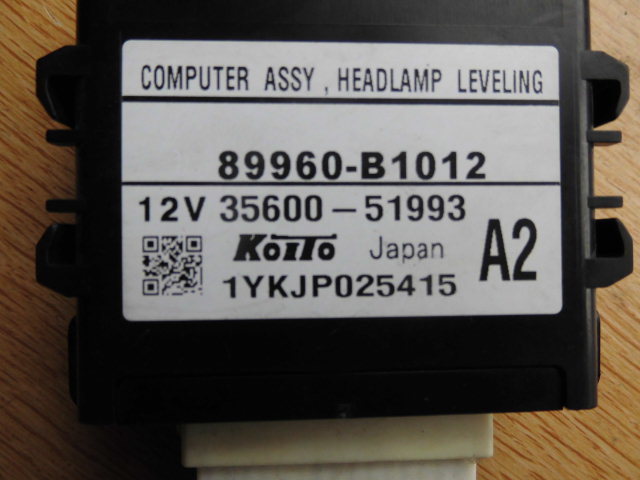 COMPUTER ASSY , HEADLAMP LEVELING
89960-B1012
12V 35600-51993
KOITO Japan A2
1YKJP025415